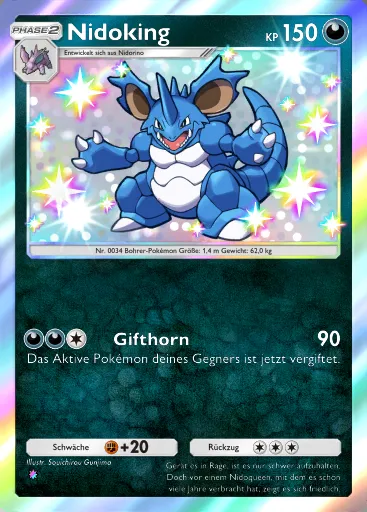 PHASE 2
Nidoking
KP 150
Entwickelt sich aus Nidorino
Nr. 0034 Bohrer-Pokémon Größe: 1,4 m Gewicht: 62,0 kg
Gifthorn 90
Das Aktive Pokémon deines Gegners ist jetzt vergiftet.
Schwäche +20
Rückzug
Illustr. Souichirou Gunjima
Gerät es in Rage, ist es nur schwer aufzuhalten.
Doch vor einem Nidoqueen, mit dem es schon
viele Jahre verbracht hat, zeigt es sich friedlich.